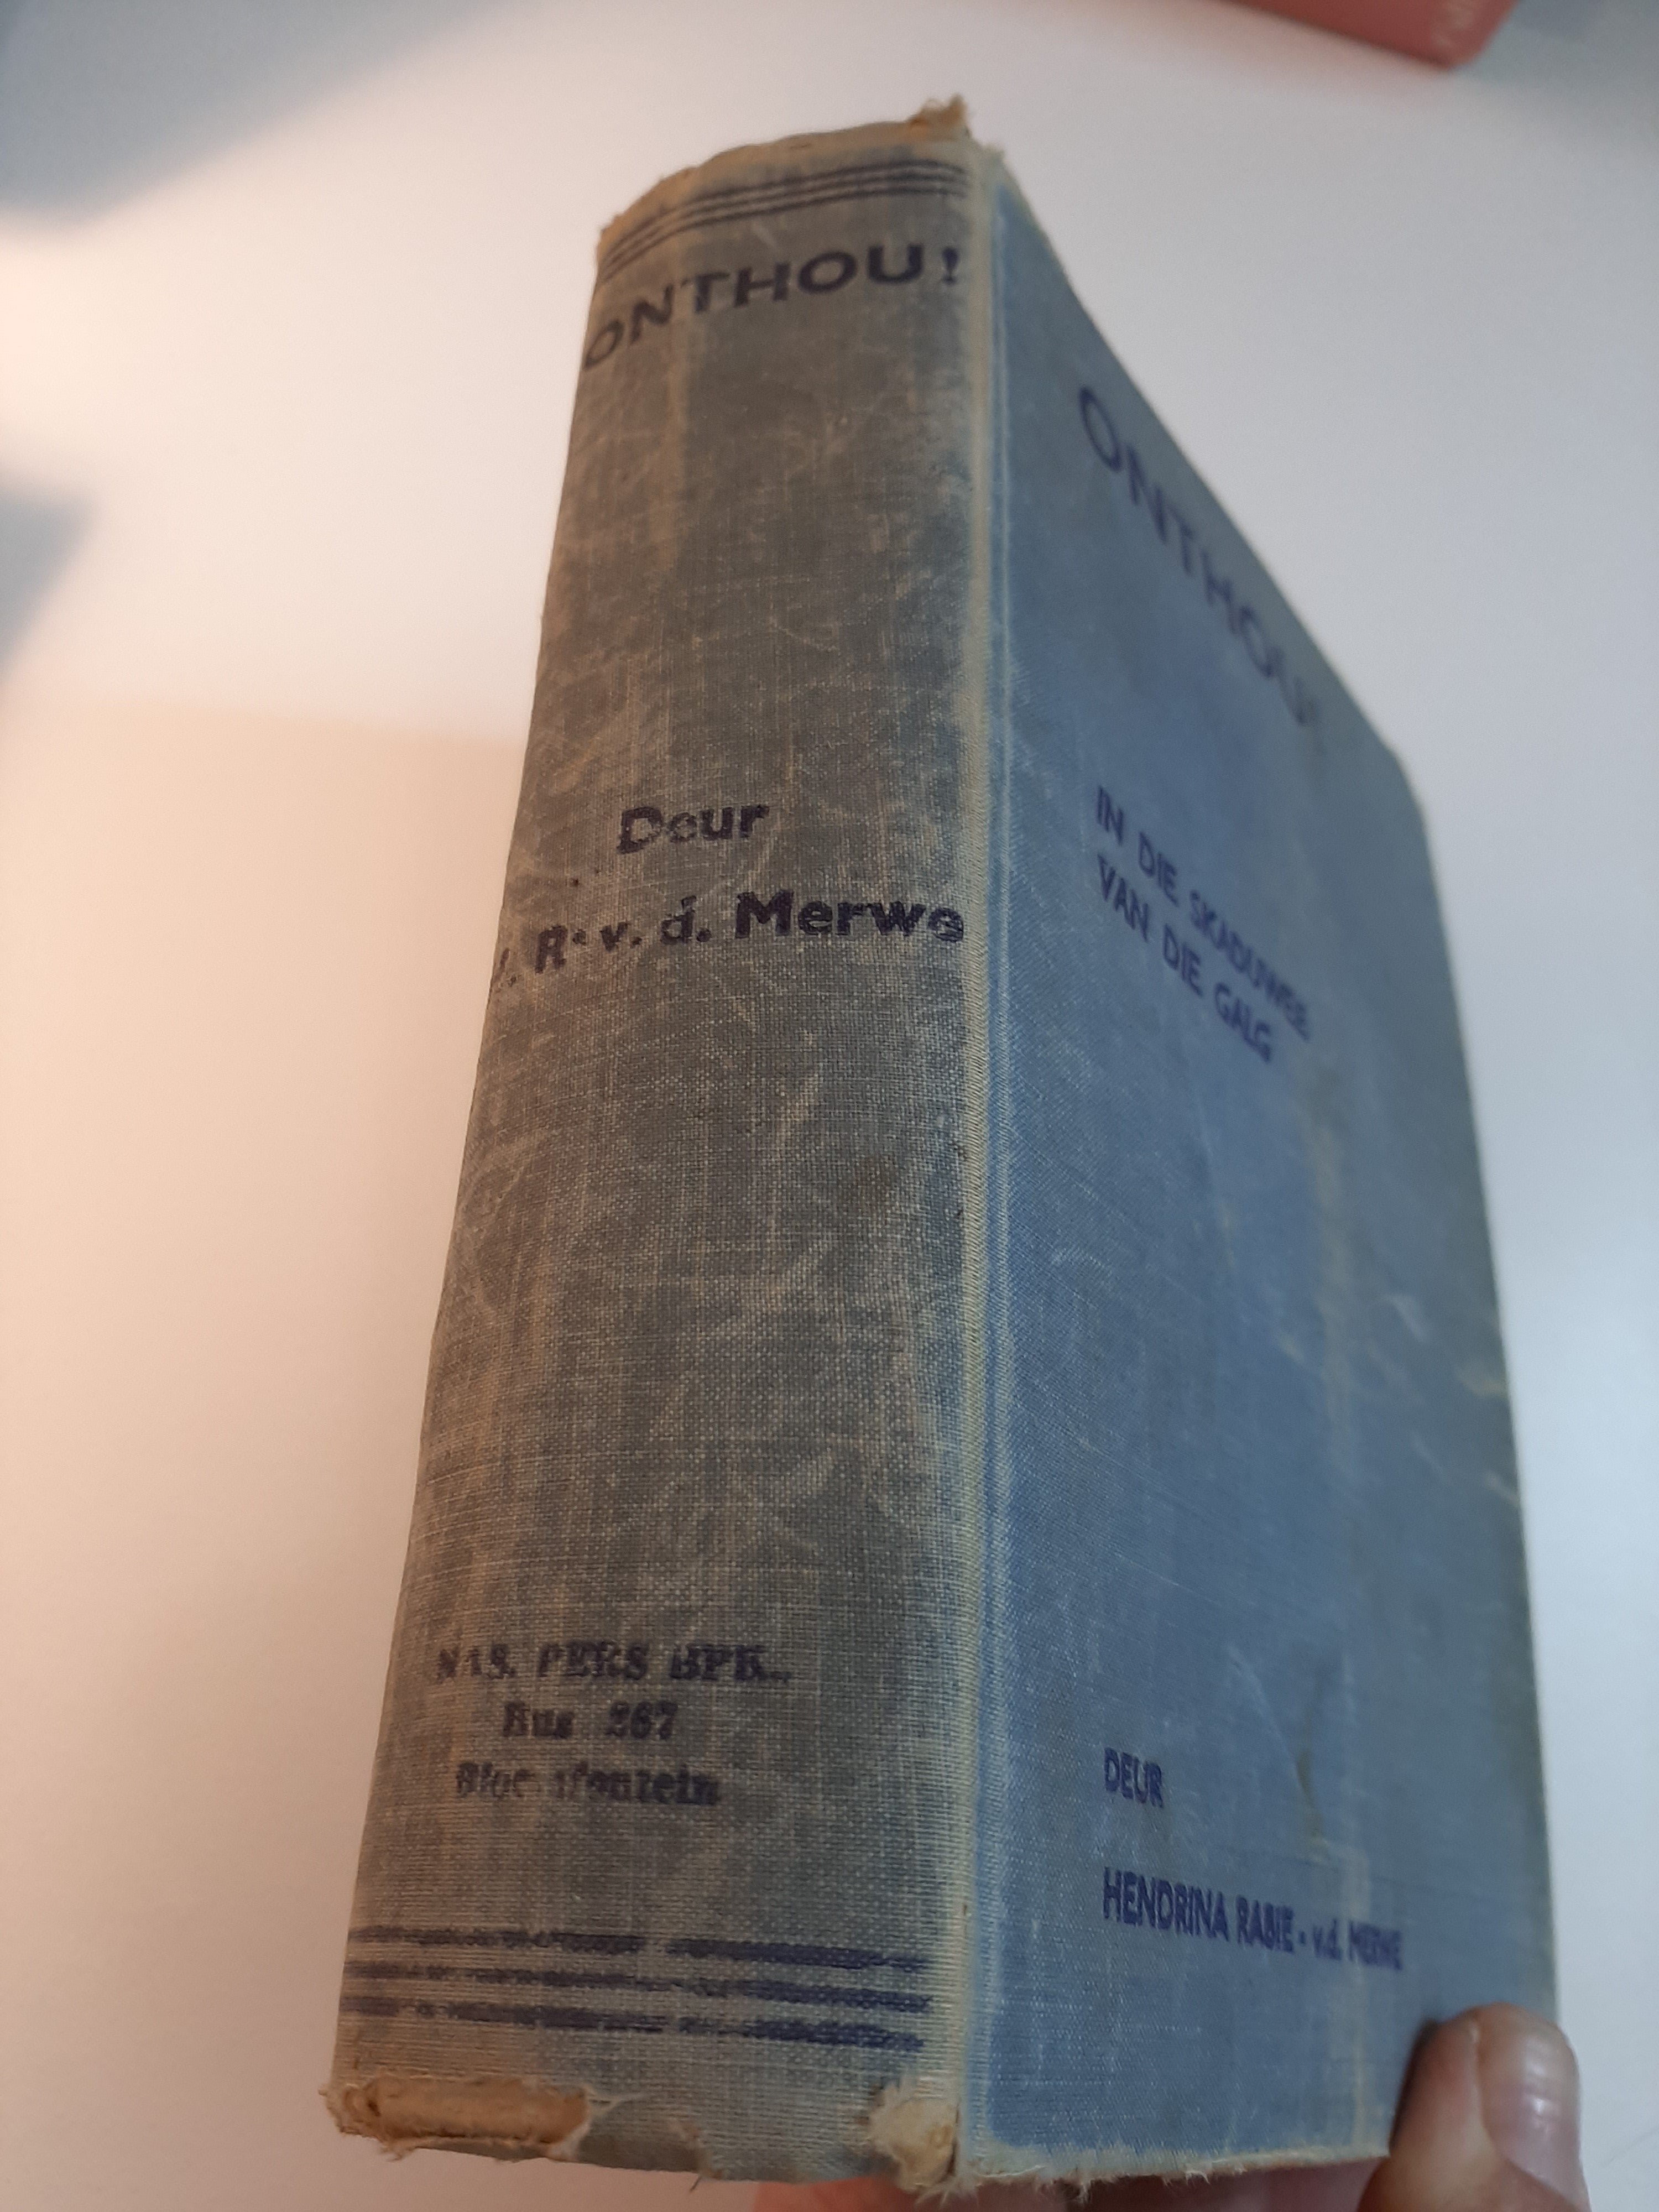 ONTHOU!
Deur
R. v. d. Merwe
NAS. PERS BPK.
Bus 267
Bloemfontein
ONTHOU!
IN DIE SKADUWEE
VAN DIE GALG
DEUR
HENDRINA RABIE - v.d. MERWE